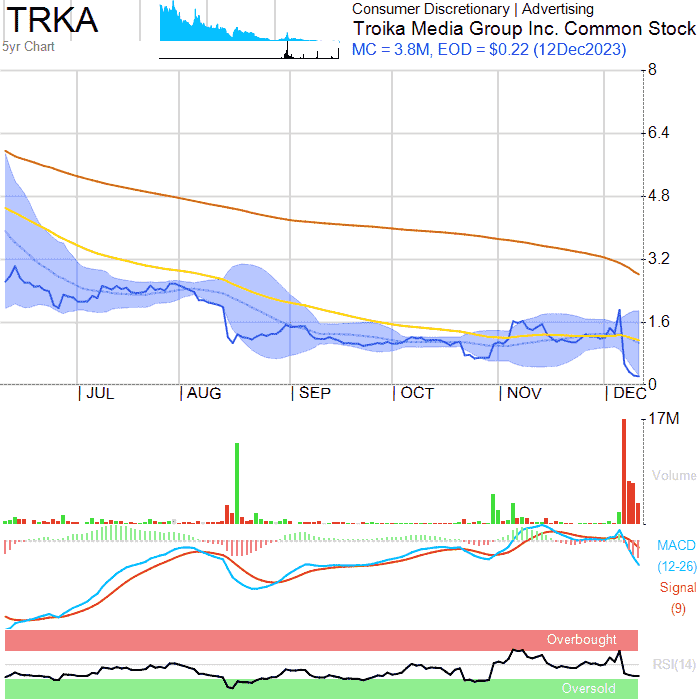 TRKA
5yr Chart
Consumer Discretionary | Advertising
Troika Media Group Inc. Common Stock
MC = 3.8M, EOD = $0.22 (12Dec2023)
8
6.4
4.8
3.2
1.6
0
JUL AUG SEP OCT NOV DEC
17M
Volume
MACD
(12-26)
Signal
(9)
Overbought
RSI(14)
Oversold